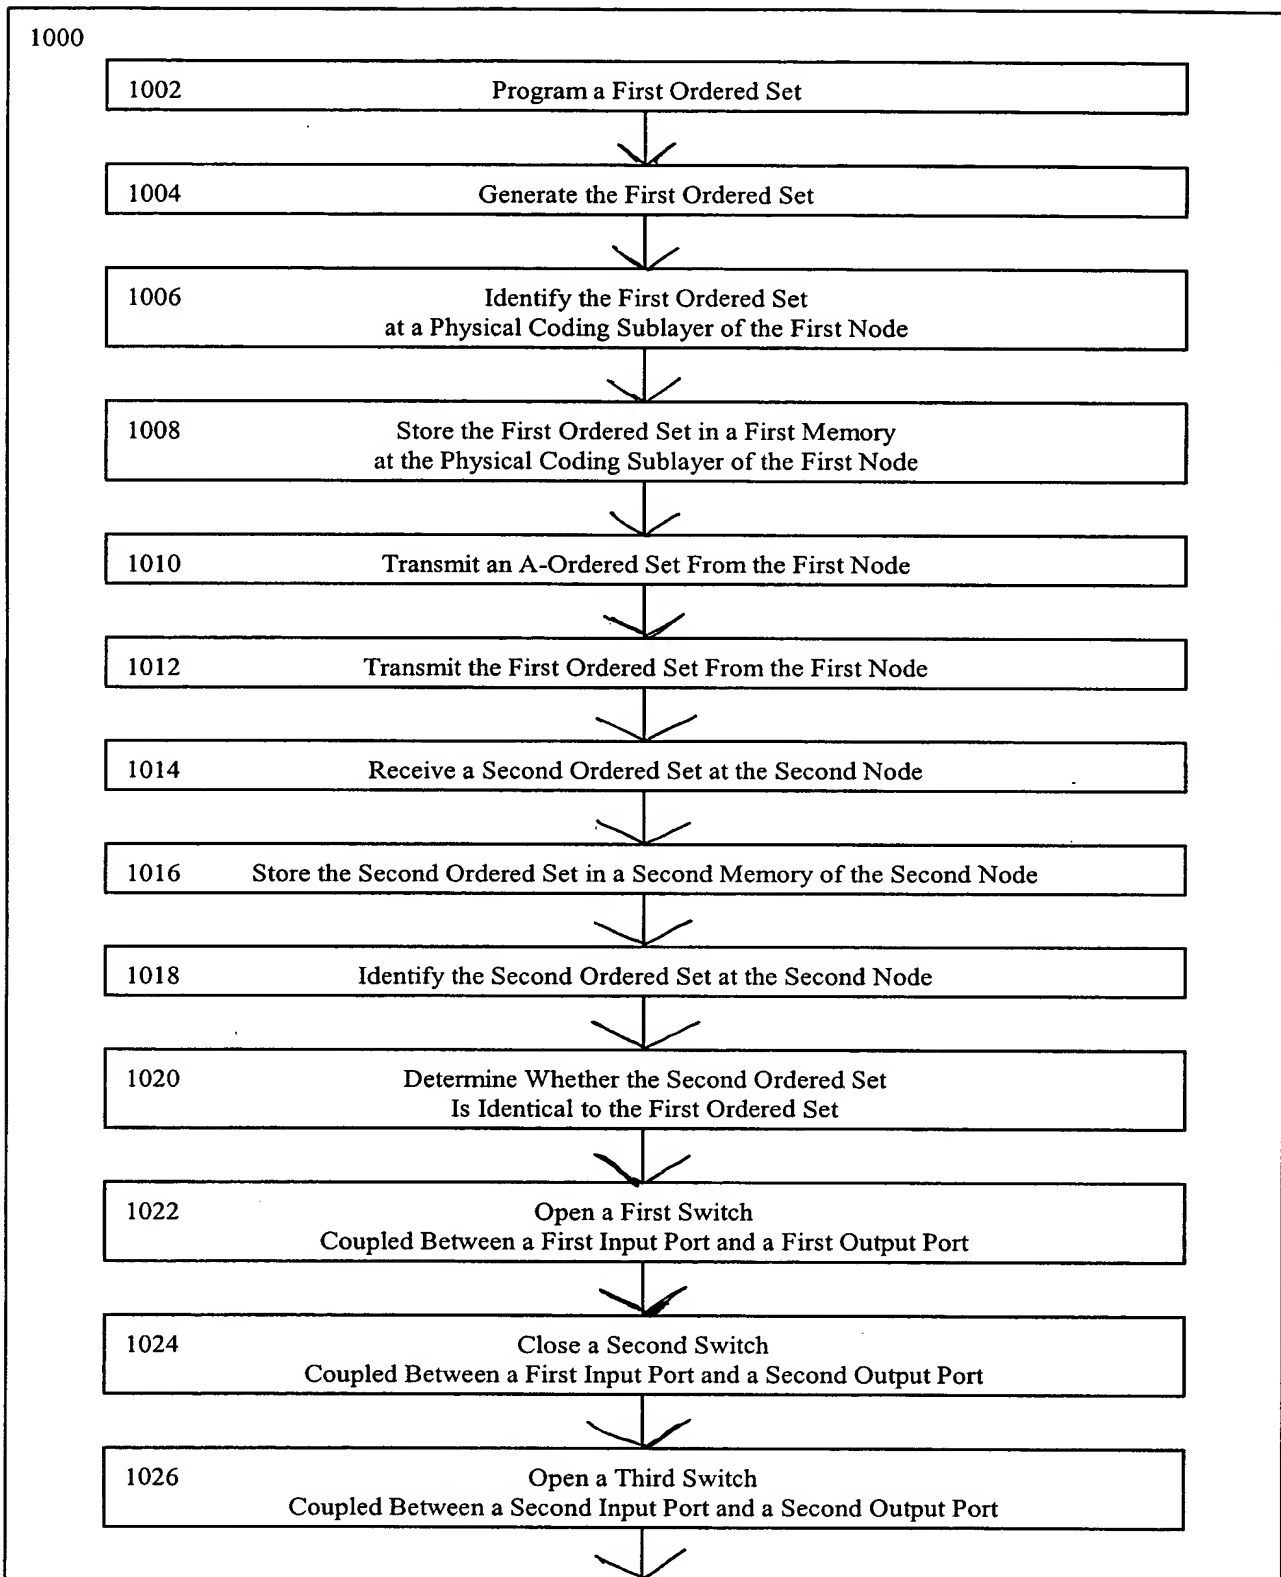 1000
1002 Program a First Ordered Set
1004 Generate the First Ordered Set
1006 Identify the First Ordered Set
at a Physical Coding Sublayer of the First Node
1008 Store the First Ordered Set in a First Memory
at the Physical Coding Sublayer of the First Node
1010 Transmit an A-Ordered Set From the First Node
1012 Transmit the First Ordered Set From the First Node
1014 Receive a Second Ordered Set at the Second Node
1016 Store the Second Ordered Set in a Second Memory of the Second Node
1018 Identify the Second Ordered Set at the Second Node
1020 Determine Whether the Second Ordered Set
Is Identical to the First Ordered Set
1022 Open a First Switch
Coupled Between a First Input Port and a First Output Port
1024 Close a Second Switch
Coupled Between a First Input Port and a Second Output Port
1026 Open a Third Switch
Coupled Between a Second Input Port and a Second Output Port